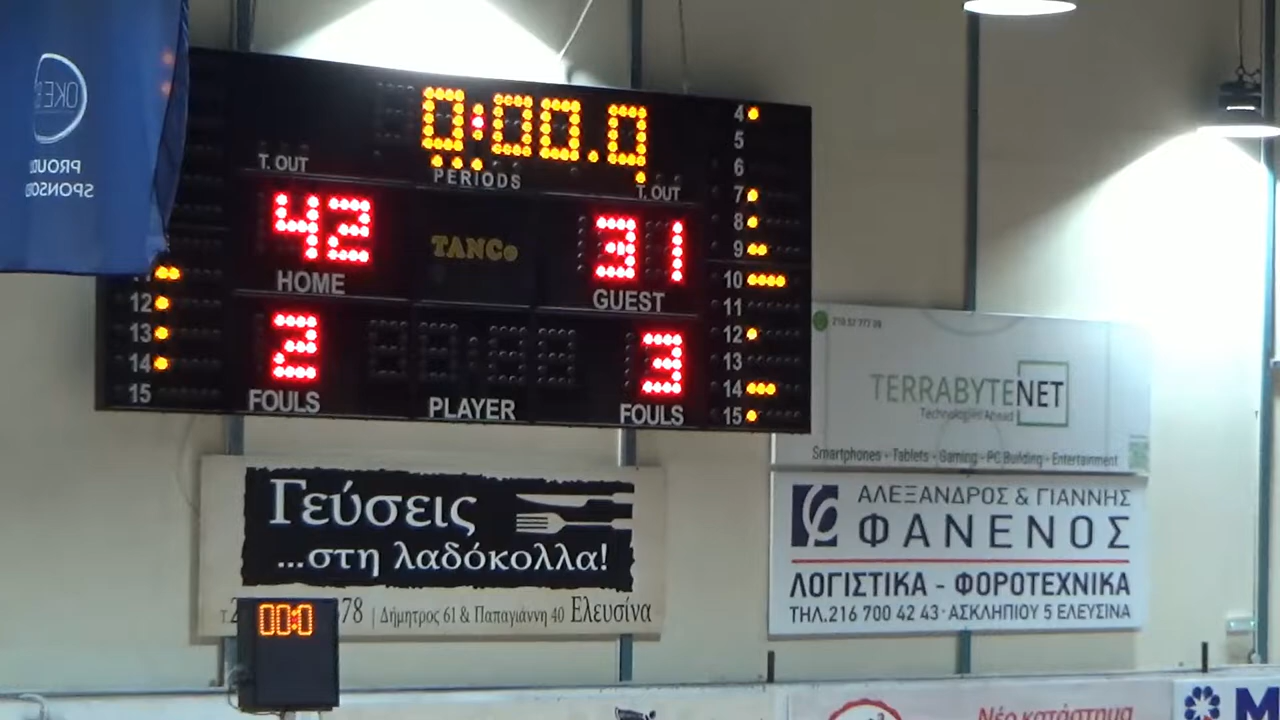 OKE
PROUD
SPONSO
0:00.0
T. OUT
PERIODS
T. OUT
42
TANCo
31
HOME
GUEST
2
3
FOULS
PLAYER
FOULS
11
12
13
14
15
4
5
6
7
8
9
10
11
12
13
14
15
TERRABYTENET
Technologies Ahead
Smartphones - Tablets - Gaming - PC Building - Entertainment
Γεύσεις
...στη λαδόκολλα!
78 | Δήμητρος 61 & Παπαγιάννη 40 Ελευσίνα
00:0
ΑΛΕΞΑΝΔΡΟΣ & ΓΙΑΝΝΗΣ
ΦΑΝΕΝΟΣ
ΛΟΓΙΣΤΙΚΑ - ΦΟΡΟΤΕΧΝΙΚΑ
ΤΗΛ.216 700 42 43·ΑΣΚΛΗΠΙΟΥ 5 ΕΛΕΥΣΙΝΑ
Νέο κατάστημα
M